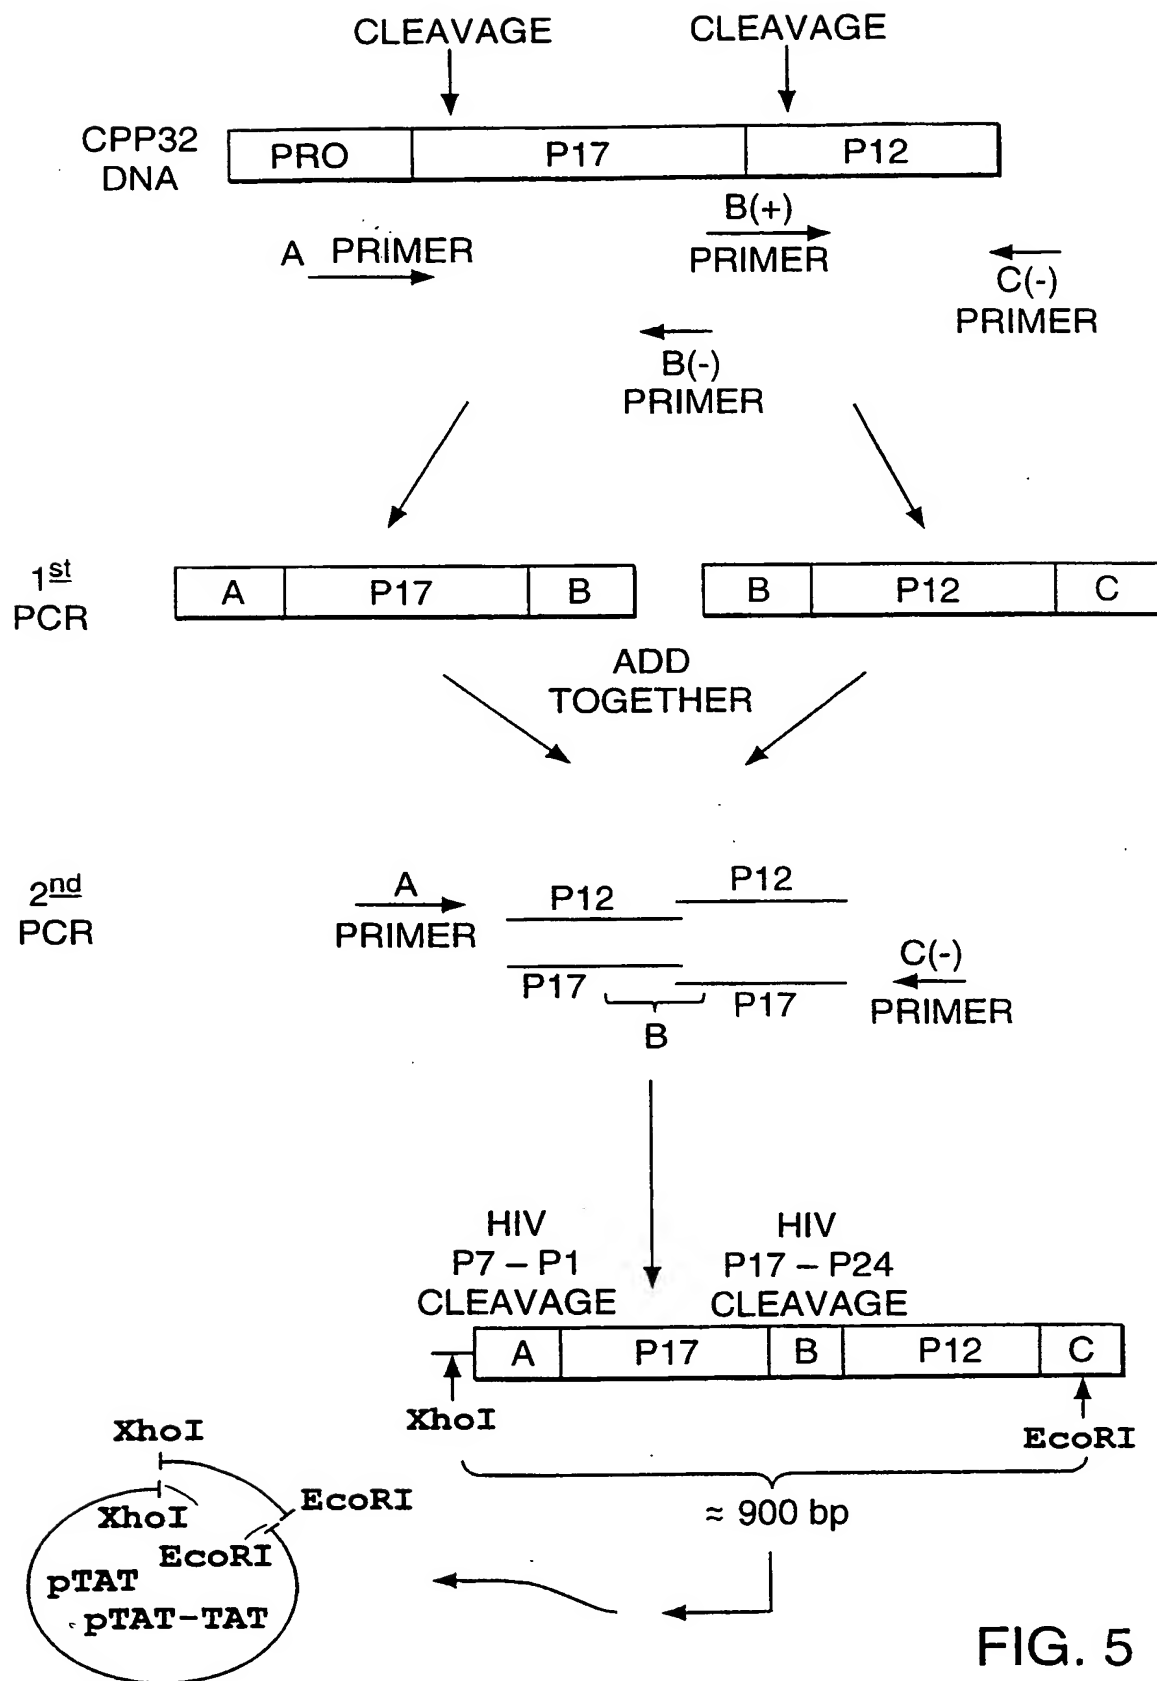 CLEAVAGE CLEAVAGE
CPP32
DNA
PRO P17 P12
B(+)
PRIMER
A PRIMER
C(-)
PRIMER
B(-)
PRIMER
1st
PCR
A P17 B B P12 C
ADD
TOGETHER
2nd
PCR
A
PRIMER
P12 P12
P17 P17
B
C(-)
PRIMER
HIV
P7 – P1
CLEAVAGE
HIV
P17 – P24
CLEAVAGE
A P17 B P12 C
XhoI
EcoRI
≈ 900 bp
XhoI
XhoI
EcoRI
EcoRI
pTAT
pTAT-TAT
FIG. 5